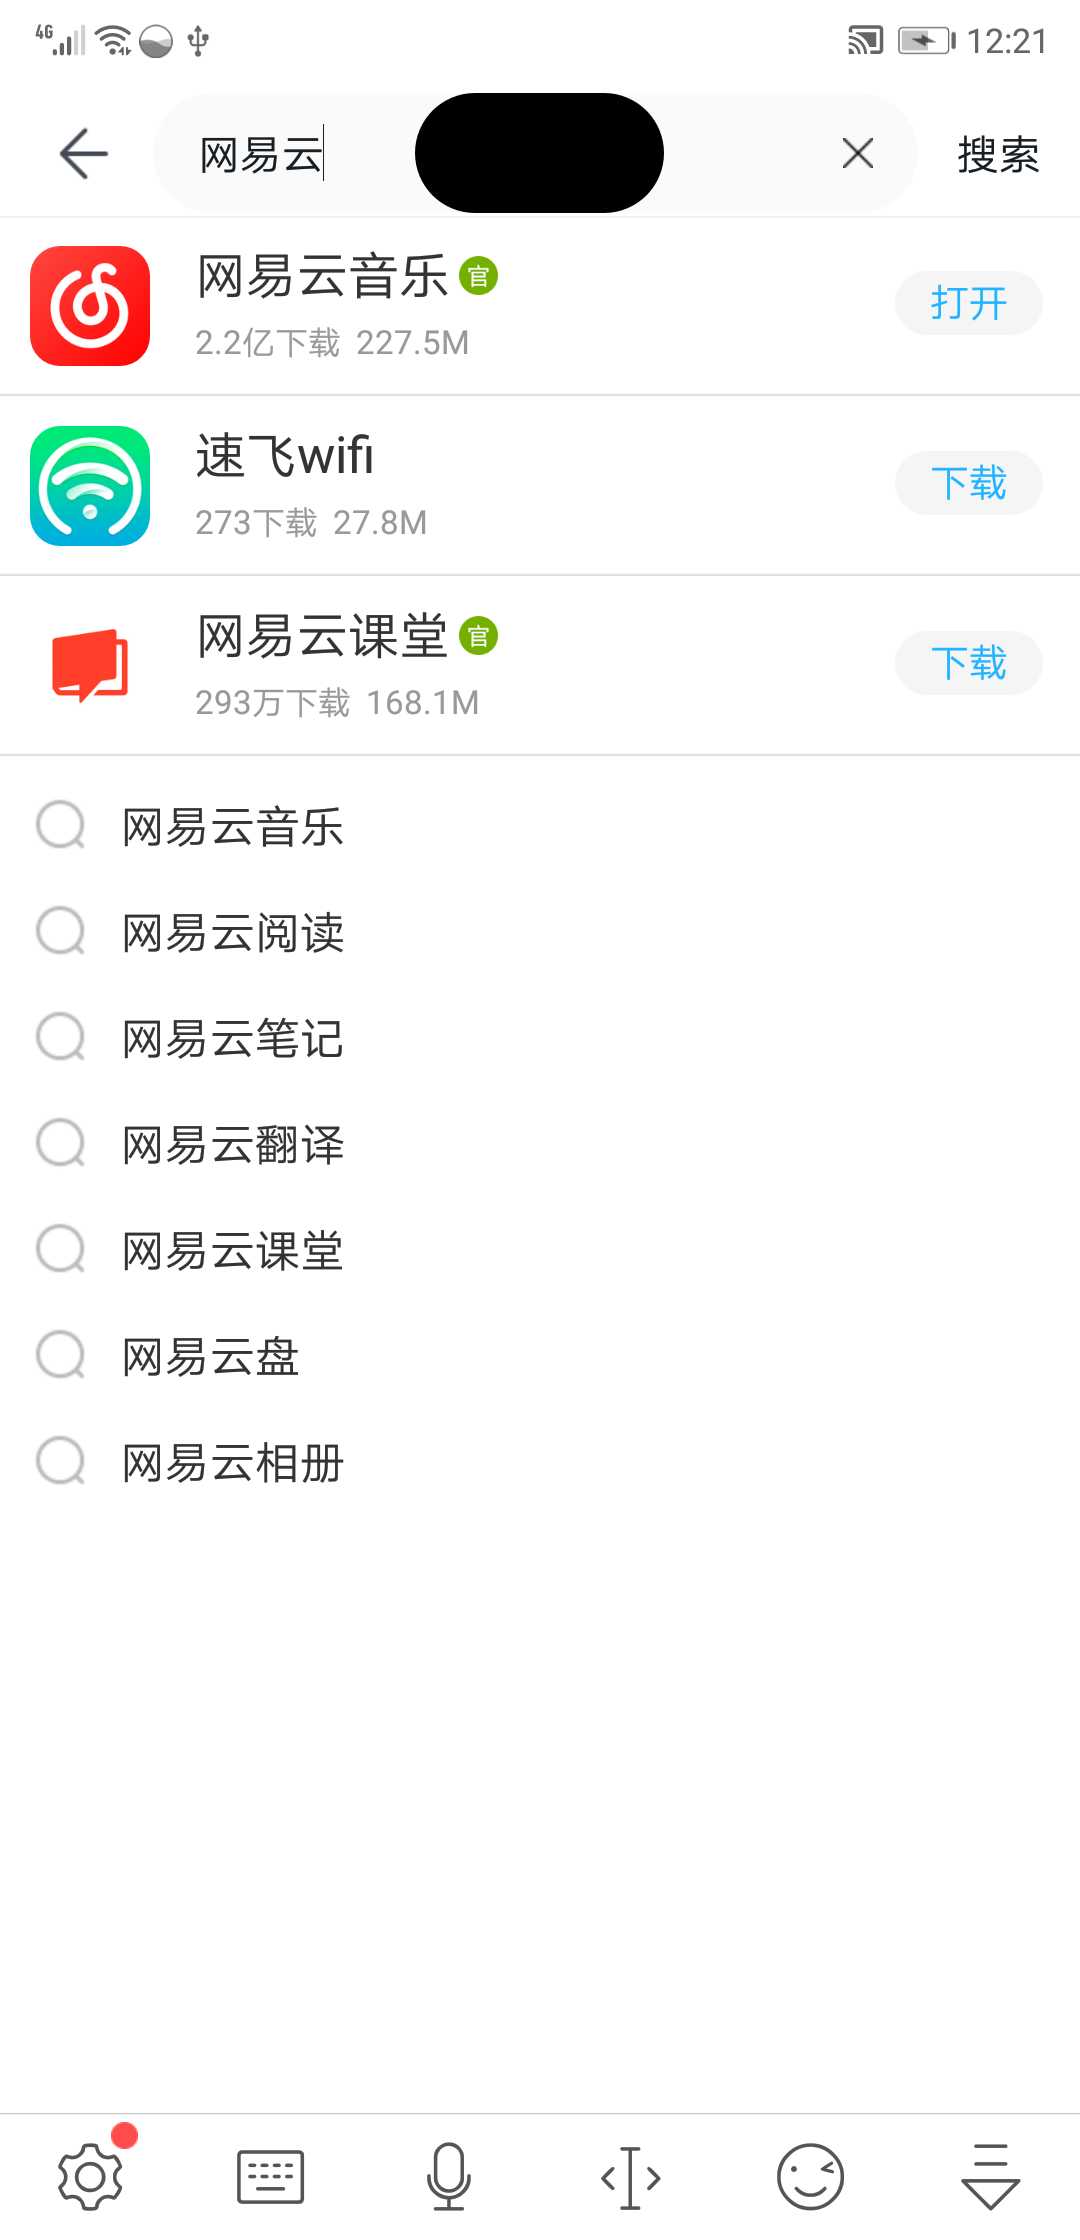 4G 12:21
网易云 搜索
网易云音乐 官
2.2亿下载 227.5M
打开
速飞wifi
273下载 27.8M
下载
网易云课堂 官
293万下载 168.1M
下载
网易云音乐
网易云阅读
网易云笔记
网易云翻译
网易云课堂
网易云盘
网易云相册